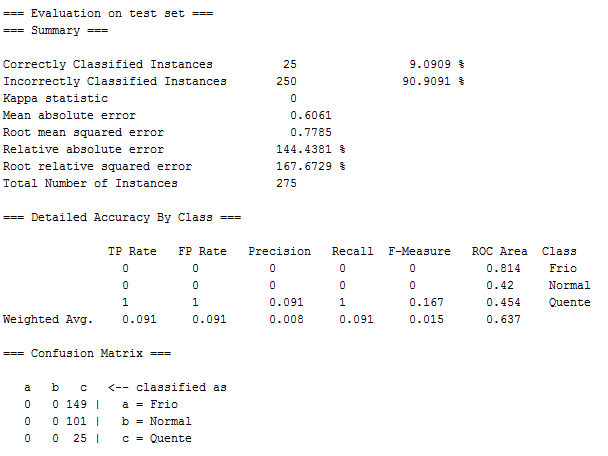 === Evaluation on test set ===
=== Summary ===
Correctly Classified Instances 25 9.0909 %
Incorrectly Classified Instances 250 90.9091 %
Kappa statistic 0
Mean absolute error 0.6061
Root mean squared error 0.7785
Relative absolute error 144.4381 %
Root relative squared error 167.6729 %
Total Number of Instances 275
=== Detailed Accuracy By Class ===
TP Rate FP Rate Precision Recall F-Measure ROC Area Class
0 0 0 0 0 0.814 Frio
0 0 0 0 0 0.42 Normal
1 1 0.091 1 0.167 0.454 Quente
Weighted Avg. 0.091 0.091 0.008 0.091 0.015 0.637
=== Confusion Matrix ===
a b c <-- classified as
0 0 149 | a = Frio
0 0 101 | b = Normal
0 0 25 | c = Quente